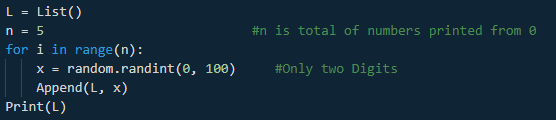 L = List()
n = 5                              #n is total of numbers printed from 0
for i in range(n):
    x = random.randint(0, 100)     #Only two Digits
    Append(L, x)
Print(L)